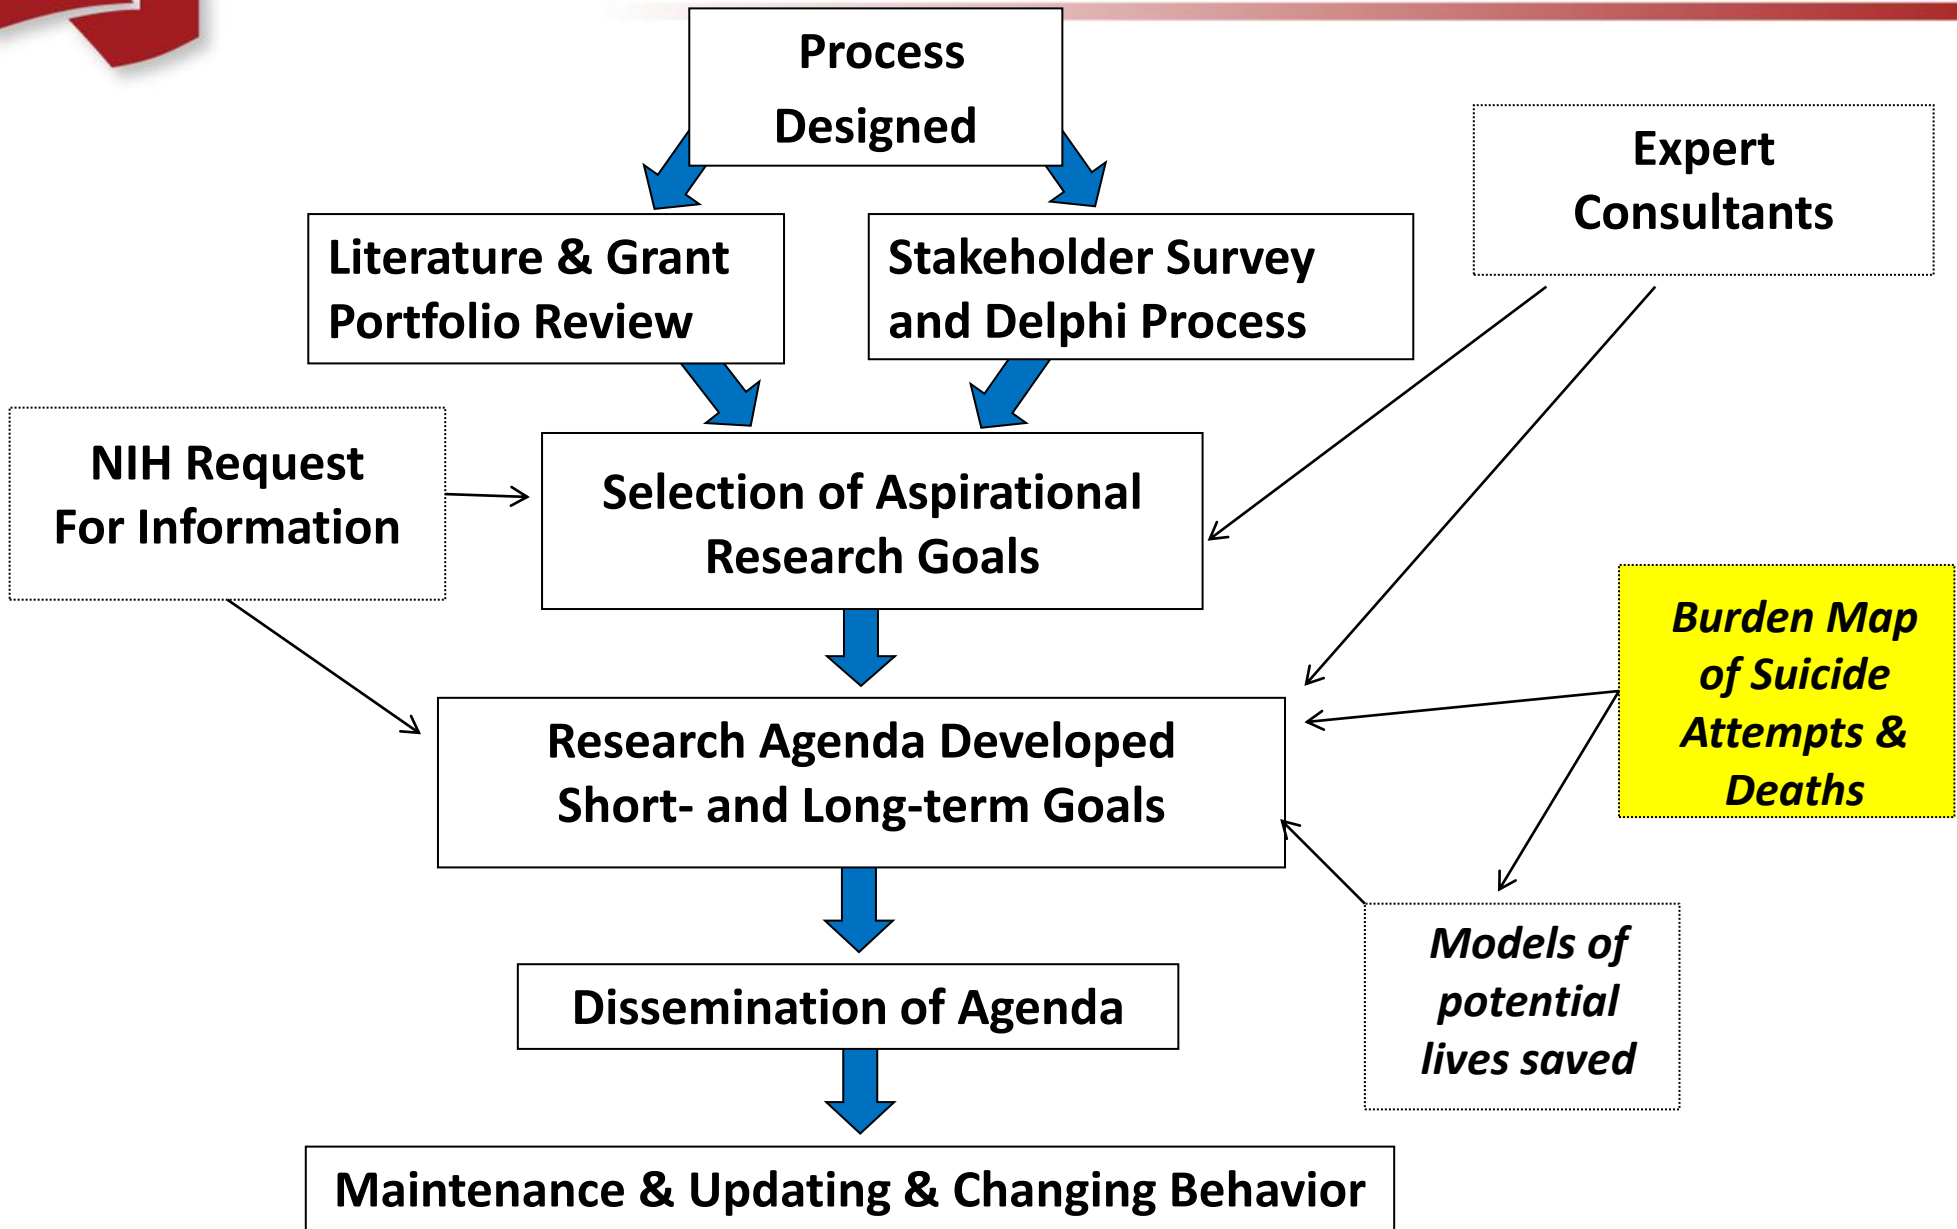 Process
Designed
Expert
Consultants
Literature & Grant
Portfolio Review
Stakeholder Survey
and Delphi Process
NIH Request
For Information
Selection of Aspirational
Research Goals
Burden Map
of Suicide
Attempts &
Deaths
Research Agenda Developed
Short- and Long-term Goals
Models of
potential
lives saved
Dissemination of Agenda
Maintenance & Updating & Changing Behavior